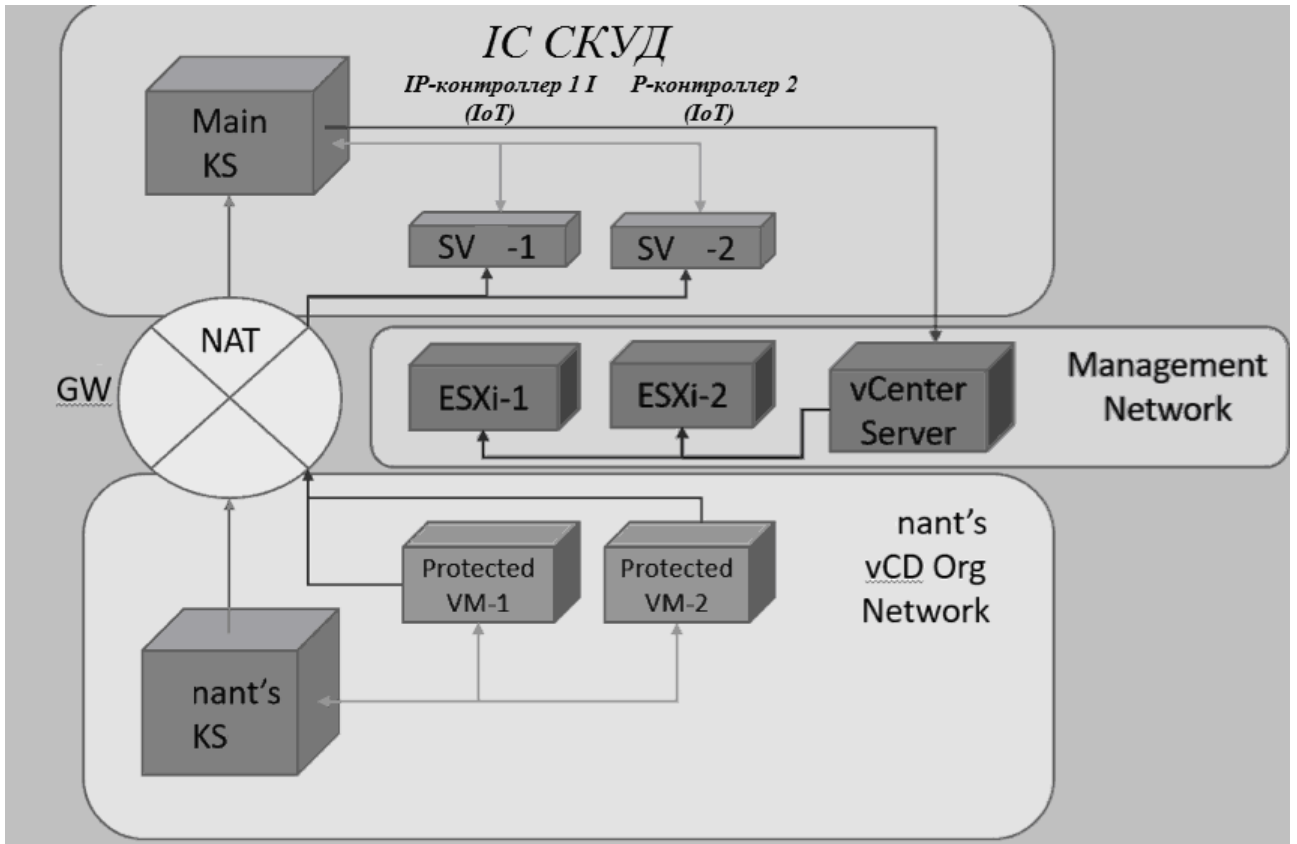 IC СКУД
IP-контроллер 1 I
(IoT)
P-контроллер 2
(IoT)
Main
KS
SV -1
SV -2
NAT
GW
ESXi-1
ESXi-2
vCenter
Server
Management
Network
Protected
VM-1
Protected
VM-2
nant's
vCD Org
Network
nant's
KS